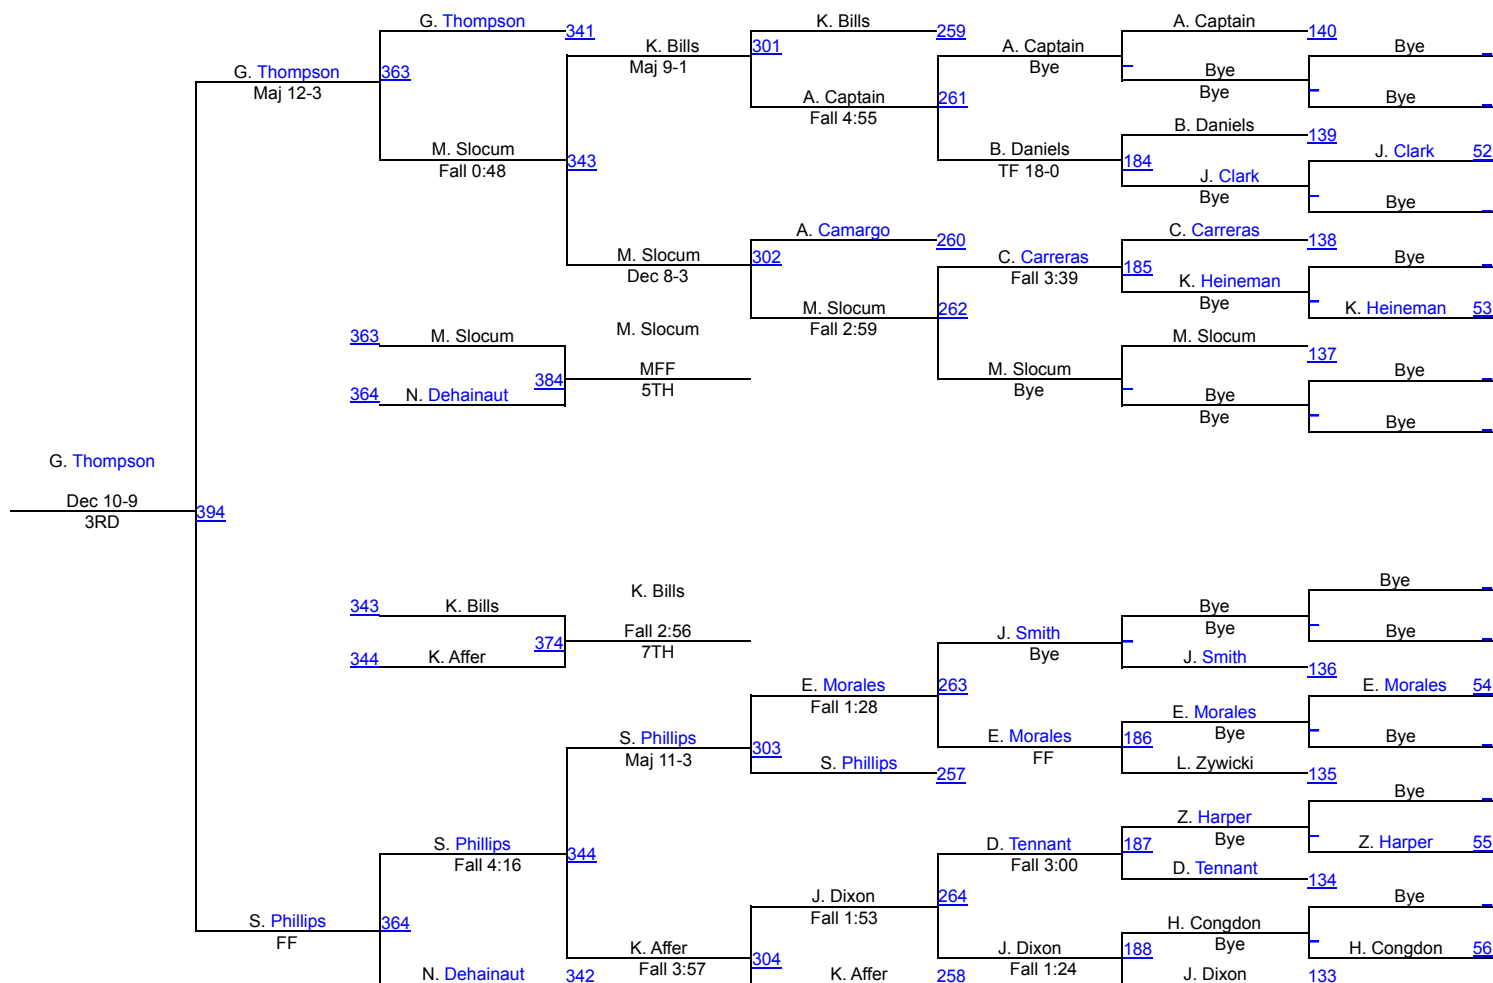 G. Thompson
341
K. Bills
259
A. Captain
140
Bye
K. Bills
Maj 9-1
301
A. Captain
Bye
G. Thompson
Maj 12-3
363
Bye
Bye
A. Captain
Fall 4:55
261
Bye
B. Daniels
139
M. Slocum
Fall 0:48
343
B. Daniels
TF 18-0
184
J. Clark 52
J. Clark
Bye
Bye
A. Camargo
260
C. Carreras
138
M. Slocum
Dec 8-3
302
C. Carreras
Fall 3:39
185
Bye
K. Heineman
Bye
M. Slocum
Fall 2:59
262
K. Heineman 53
363
M. Slocum
M. Slocum
M. Slocum
137
384
MFF
5TH
M. Slocum
Bye
Bye
364
N. Dehainaut
Bye
Bye
Bye
G. Thompson
Dec 10-9
3RD
394
Bye
343
K. Bills
K. Bills
Bye
Bye
374
Fall 2:56
7TH
J. Smith
Bye
Bye
344
K. Affer
J. Smith
136
E. Morales
Fall 1:28
263
E. Morales 54
E. Morales
Bye
S. Phillips
Maj 11-3
303
E. Morales
FF
186
Bye
S. Phillips
257
L. Zywicki
135
Bye
Z. Harper
Bye
S. Phillips
Fall 4:16
344
D. Tennant
Fall 3:00
187
Z. Harper 55
D. Tennant
134
J. Dixon
Fall 1:53
264
Bye
S. Phillips
FF
364
H. Congdon
Bye
K. Affer
Fall 3:57
304
J. Dixon
Fall 1:24
188
H. Congdon 56
N. Dehainaut
342
K. Affer
258
J. Dixon
133